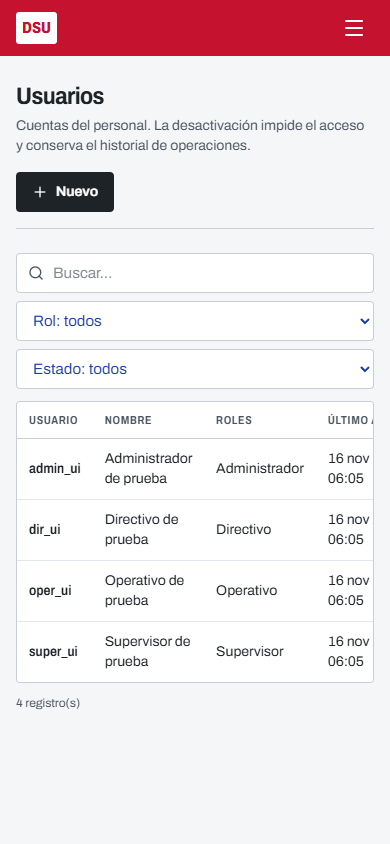 DSU
Usuarios
Cuentas del personal. La desactivación impide el acceso
y conserva el historial de operaciones.
+ Nuevo
Buscar...
Rol: todos
Estado: todos
USUARIO NOMBRE ROLES ÚLTIMO
admin_ui Administrador de prueba Administrador 16 nov 06:05
dir_ui Directivo de prueba Directivo 16 nov 06:05
oper_ui Operativo de prueba Operativo 16 nov 06:05
super_ui Supervisor de prueba Supervisor 16 nov 06:05
4 registro(s)